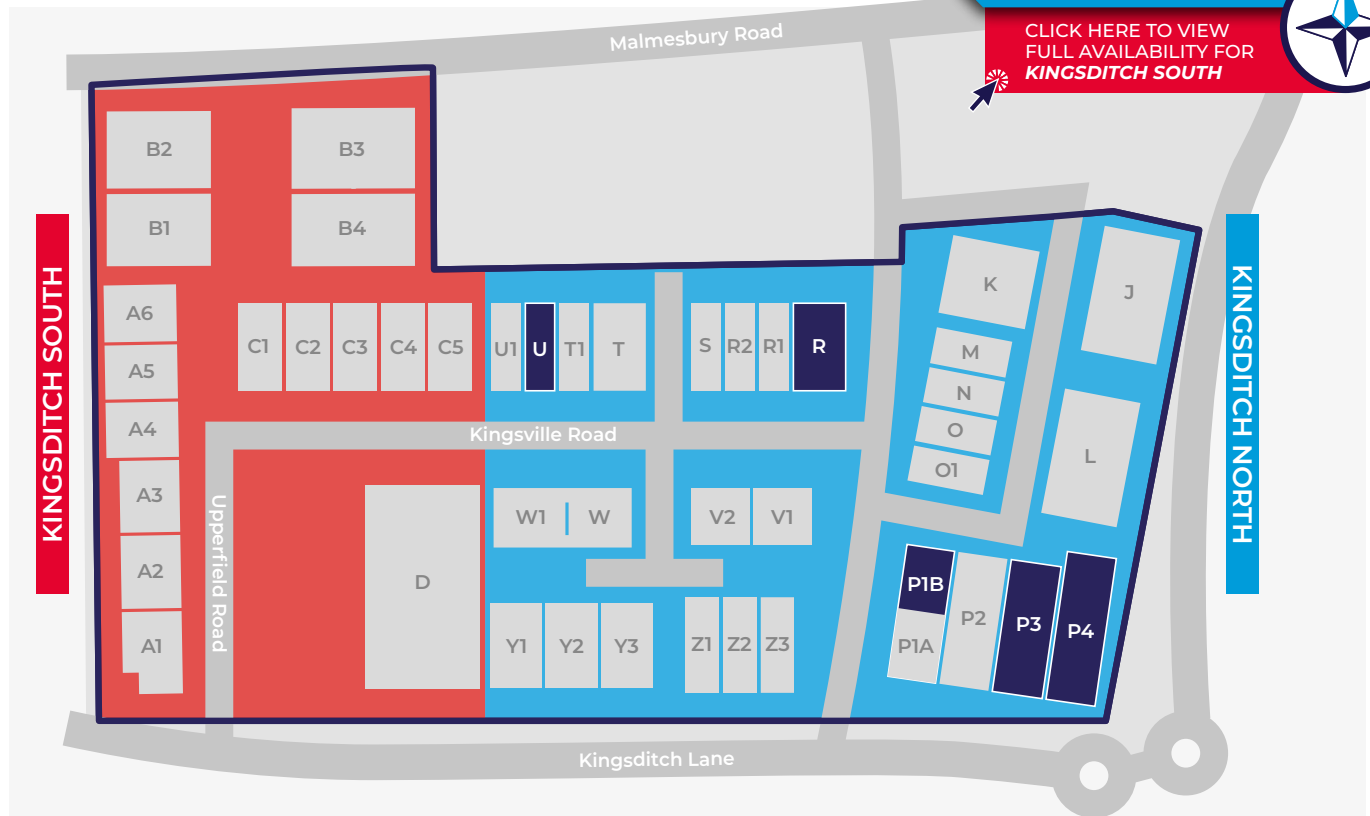 Malmesbury Road
CLICK HERE TO VIEW
FULL AVAILABILITY FOR
KINGSDITCH SOUTH
B2
B3
B1
B4
KINGSDITCH SOUTH
KINGSDITCH NORTH
A6
A5
A4
A3
A2
A1
C1
C2
C3
C4
C5
U1
U
T1
T
S
R2
R1
R
K
J
M
N
O
O1
L
Kingsville Road
Upperfield Road
D
W1
W
V2
V1
Y1
Y2
Y3
Z1
Z2
Z3
P1B
P1A
P2
P3
P4
Kingsditch Lane